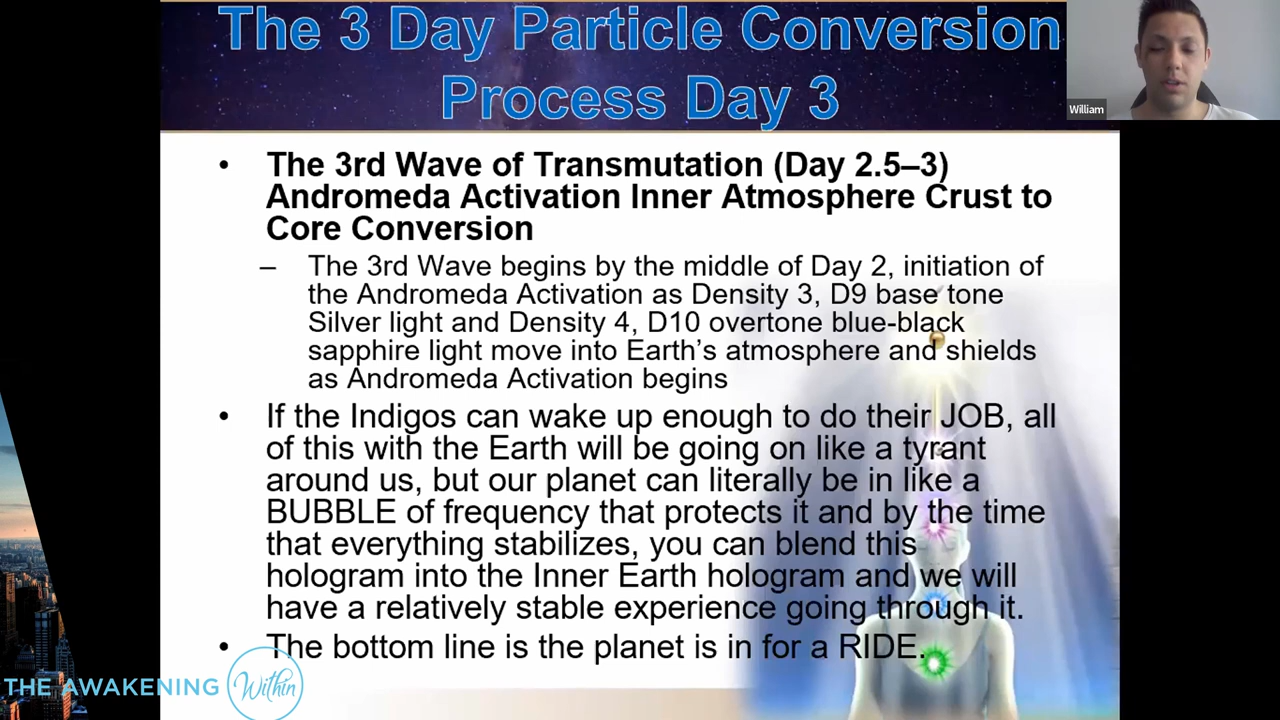 The 3 Day Particle Conversion
Process Day 3
William
• The 3rd Wave of Transmutation (Day 2.5–3)
Andromeda Activation Inner Atmosphere Crust to
Core Conversion
– The 3rd Wave begins by the middle of Day 2, initiation of
the Andromeda Activation as Density 3, D9 base tone
Silver light and Density 4, D10 overtone blue-black
sapphire light move into Earth's atmosphere and shields
as Andromeda Activation begins
• If the Indigos can wake up enough to do their JOB, all
of this with the Earth will be going on like a tyrant
around us, but our planet can literally be in like a
BUBBLE of frequency that protects it and by the time
that everything stabilizes, you can blend this
hologram into the Inner Earth hologram and we will
have a relatively stable experience going through it.
• The bottom line is the planet is in for a RIDE.
THE AWAKENING Within